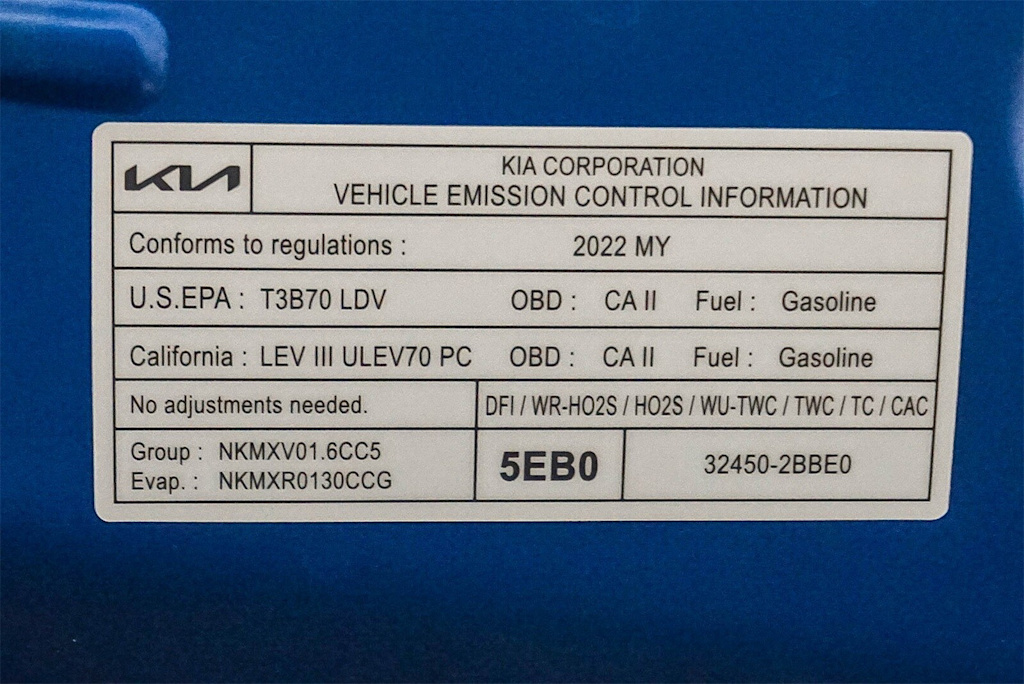 KIA
KIA CORPORATION
VEHICLE EMISSION CONTROL INFORMATION
Conforms to regulations : 2022 MY
U.S.EPA : T3B70 LDV OBD : CA II Fuel : Gasoline
California : LEV III ULEV70 PC OBD : CA II Fuel : Gasoline
No adjustments needed. DFI / WR-HO2S / HO2S / WU-TWC / TWC / TC / CAC
Group : NKMXV01.6CC5
Evap. : NKMXR0130CCG
5EB0 32450-2BBE0